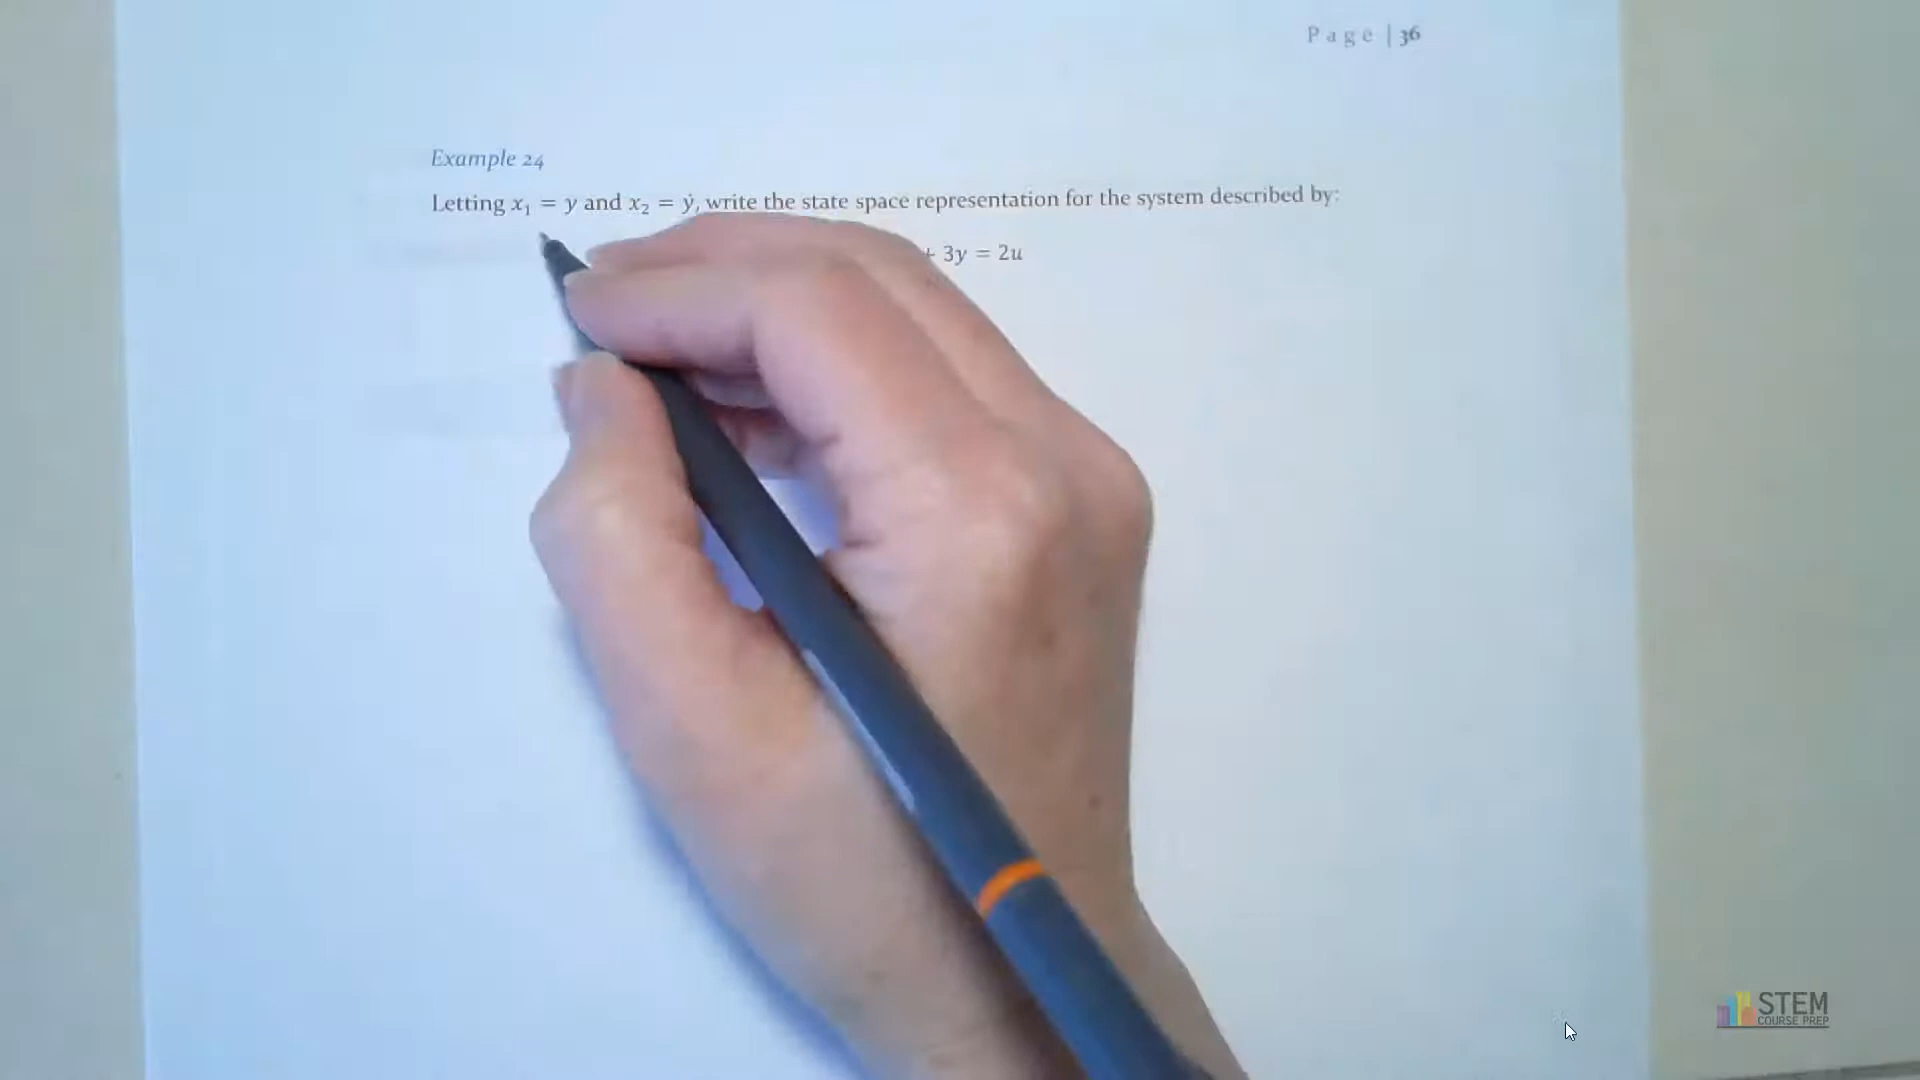 Page | 36
Example 24
Letting x₁ = y and x₂ = ẏ, write the state space representation for the system described by:
+ 3y = 2u
STEM
COURSE PREP